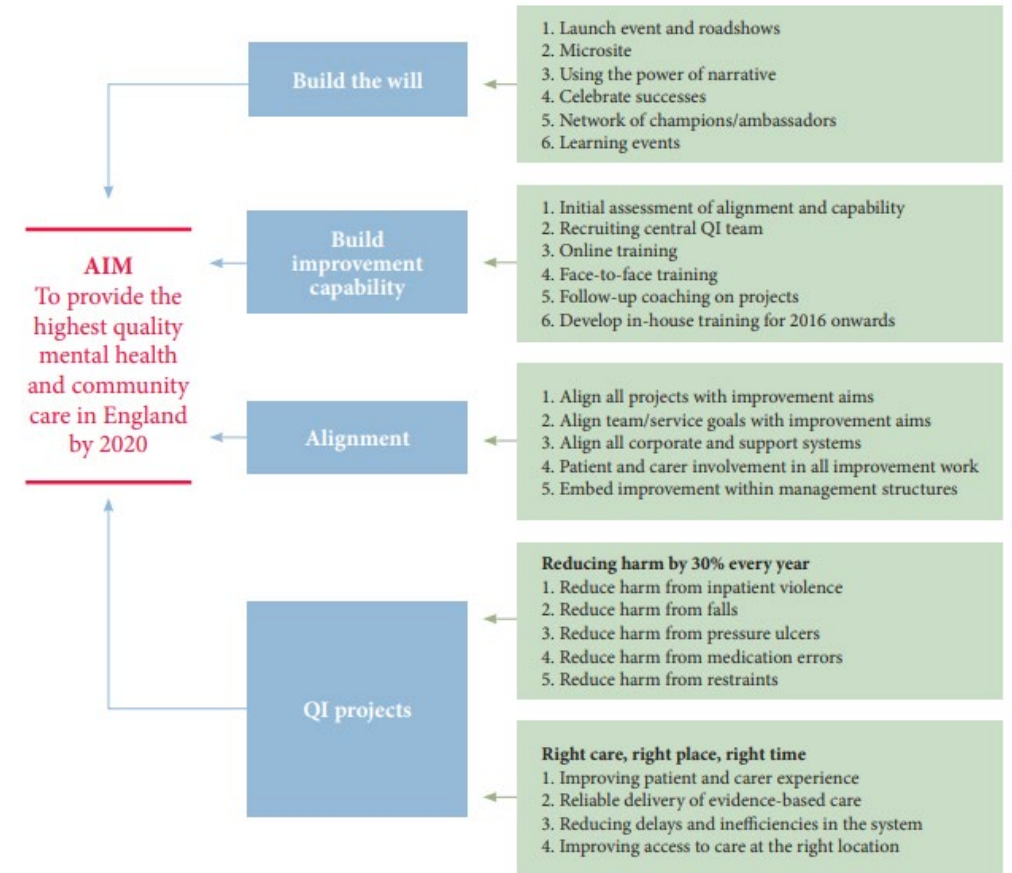 Build the will
1. Launch event and roadshows
2. Microsite
3. Using the power of narrative
4. Celebrate successes
5. Network of champions/ambassadors
6. Learning events
AIM
To provide the
highest quality
mental health
and community
care in England
by 2020
Build
improvement
capability
1. Initial assessment of alignment and capability
2. Recruiting central QI team
3. Online training
4. Face-to-face training
5. Follow-up coaching on projects
6. Develop in-house training for 2016 onwards
Alignment
1. Align all projects with improvement aims
2. Align team/service goals with improvement aims
3. Align all corporate and support systems
4. Patient and carer involvement in all improvement work
5. Embed improvement within management structures
QI projects
Reducing harm by 30% every year
1. Reduce harm from inpatient violence
2. Reduce harm from falls
3. Reduce harm from pressure ulcers
4. Reduce harm from medication errors
5. Reduce harm from restraints
Right care, right place, right time
1. Improving patient and carer experience
2. Reliable delivery of evidence-based care
3. Reducing delays and inefficiencies in the system
4. Improving access to care at the right location